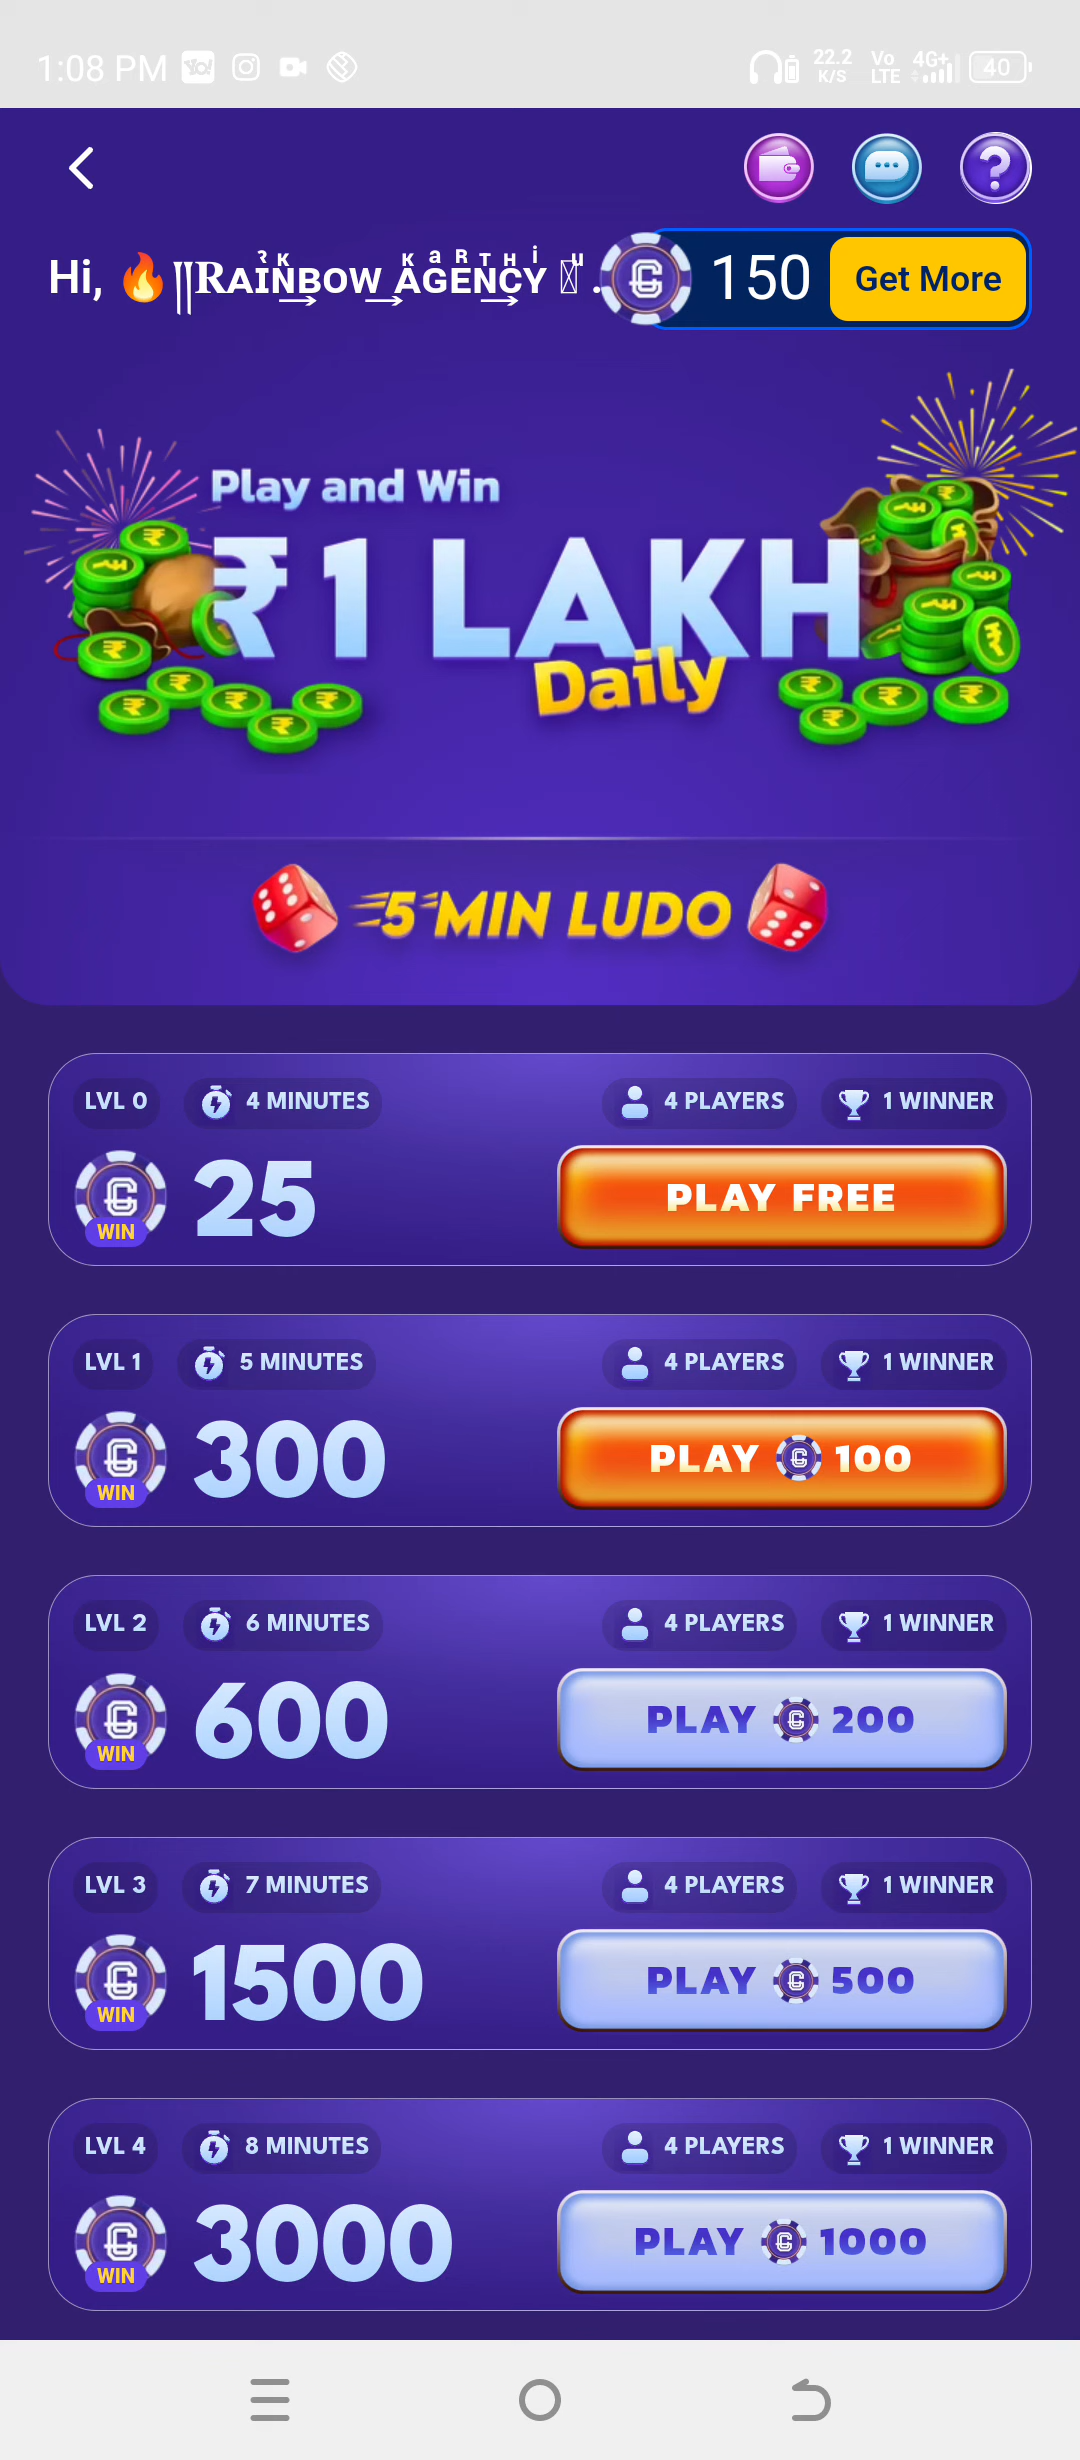 1:08 PM YO! 22.2 K/S Vo LTE 4G+ 40
Hi, 🔥 RAINBOW AGENCY . 150 Get More
Play and Win
₹1 LAKH
Daily
5 MIN LUDO
LVL 0 4 MINUTES 4 PLAYERS 1 WINNER
WIN 25 PLAY FREE
LVL 1 5 MINUTES 4 PLAYERS 1 WINNER
WIN 300 PLAY 100
LVL 2 6 MINUTES 4 PLAYERS 1 WINNER
WIN 600 PLAY 200
LVL 3 7 MINUTES 4 PLAYERS 1 WINNER
WIN 1500 PLAY 500
LVL 4 8 MINUTES 4 PLAYERS 1 WINNER
WIN 3000 PLAY 1000